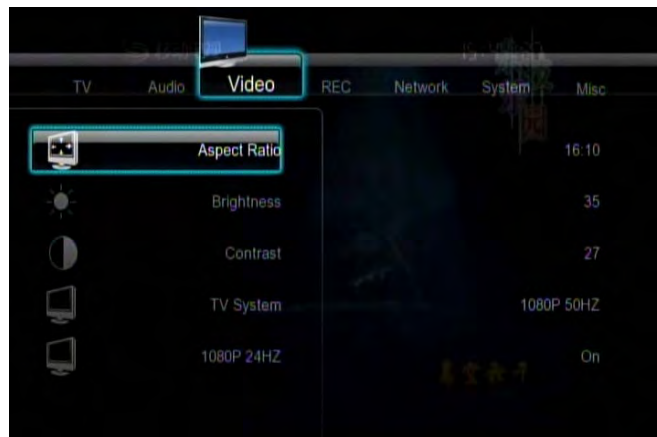 TV Audio Video REC Network System Misc
Aspect Ratio 16:10
Brightness 35
Contrast 27
TV System 1080P 50HZ
1080P 24HZ On